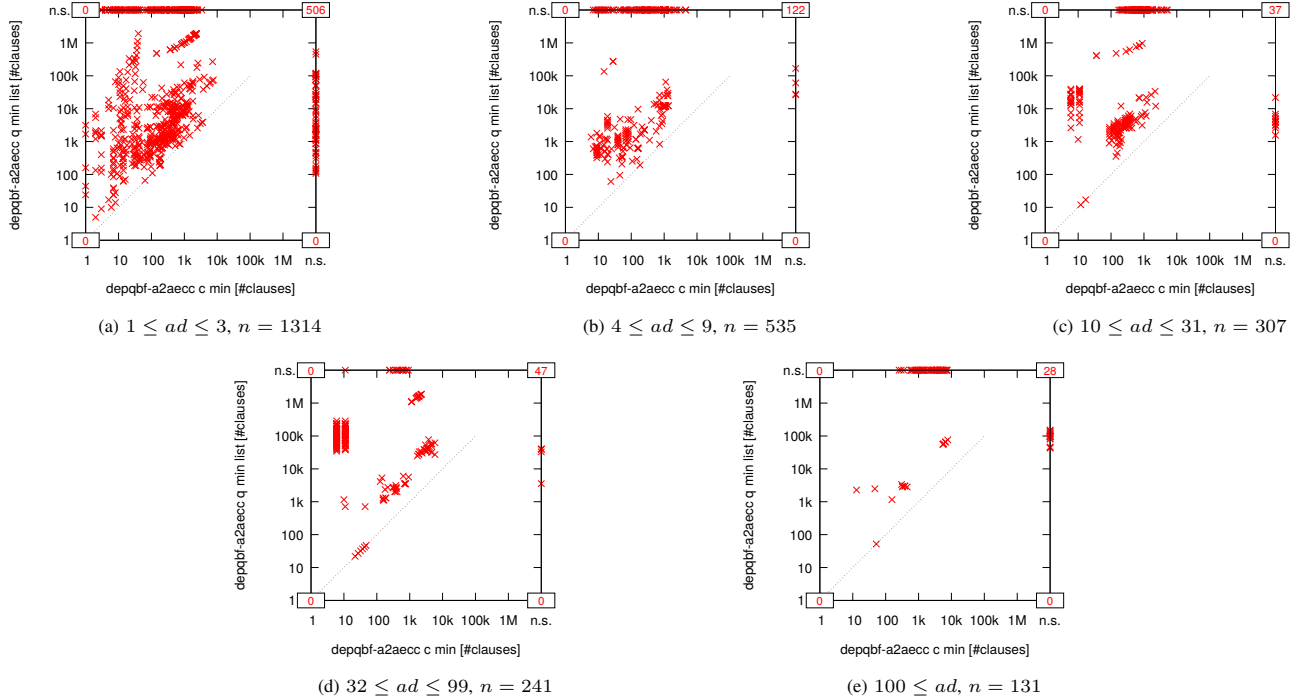 depqbf-a2aecc q min list [#clauses]
n.s.
1M
100k
10k
1k
100
10
1
0
506
0
0
1
10
100
1k
10k
100k
1M
n.s.
depqbf-a2aecc c min [#clauses]
(a) 1 ≤ ad ≤ 3, n = 1314
depqbf-a2aecc q min list [#clauses]
n.s.
1M
100k
10k
1k
100
10
1
0
122
0
0
1
10
100
1k
10k
100k
1M
n.s.
depqbf-a2aecc c min [#clauses]
(b) 4 ≤ ad ≤ 9, n = 535
depqbf-a2aecc q min list [#clauses]
n.s.
1M
100k
10k
1k
100
10
1
0
37
0
0
1
10
100
1k
10k
100k
1M
n.s.
depqbf-a2aecc c min [#clauses]
(c) 10 ≤ ad ≤ 31, n = 307
depqbf-a2aecc q min list [#clauses]
n.s.
1M
100k
10k
1k
100
10
1
0
47
0
0
1
10
100
1k
10k
100k
1M
n.s.
depqbf-a2aecc c min [#clauses]
(d) 32 ≤ ad ≤ 99, n = 241
depqbf-a2aecc q min list [#clauses]
n.s.
1M
100k
10k
1k
100
10
1
0
28
0
0
1
10
100
1k
10k
100k
1M
n.s.
depqbf-a2aecc c min [#clauses]
(e) 100 ≤ ad, n = 131